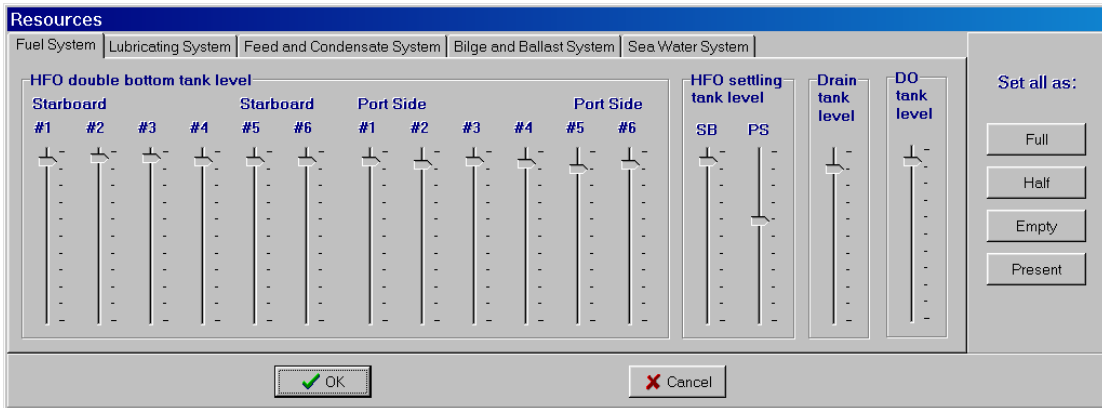 Resources
Fuel System Lubricating System Feed and Condensate System Bilge and Ballast System Sea Water System
HFO double bottom tank level
Starboard Starboard Port Side Port Side
#1 #2 #3 #4 #5 #6 #1 #2 #3 #4 #5 #6
HFO settling
tank level
SB PS
Drain
tank
level
DO
tank
level
Set all as:
Full
Half
Empty
Present
OK Cancel